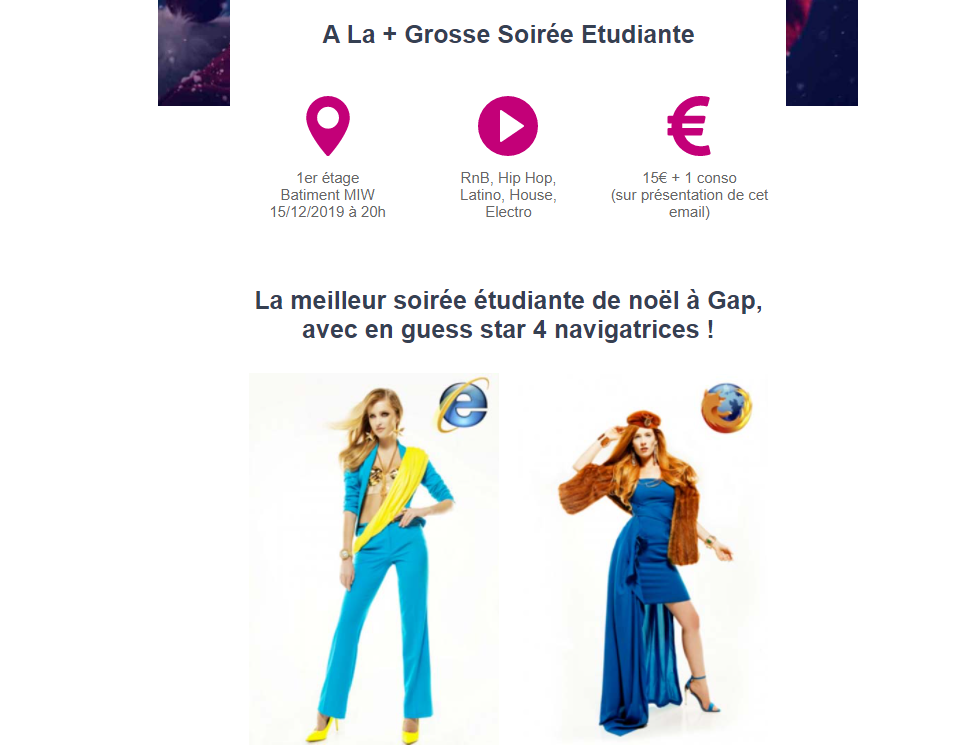 A La + Grosse Soirée Etudiante
1er étage
Batiment MIW
15/12/2019 à 20h
RnB, Hip Hop,
Latino, House,
Electro
15€ + 1 conso
(sur présentation de cet
email)
La meilleur soirée étudiante de noël à Gap,
avec en guess star 4 navigatrices !